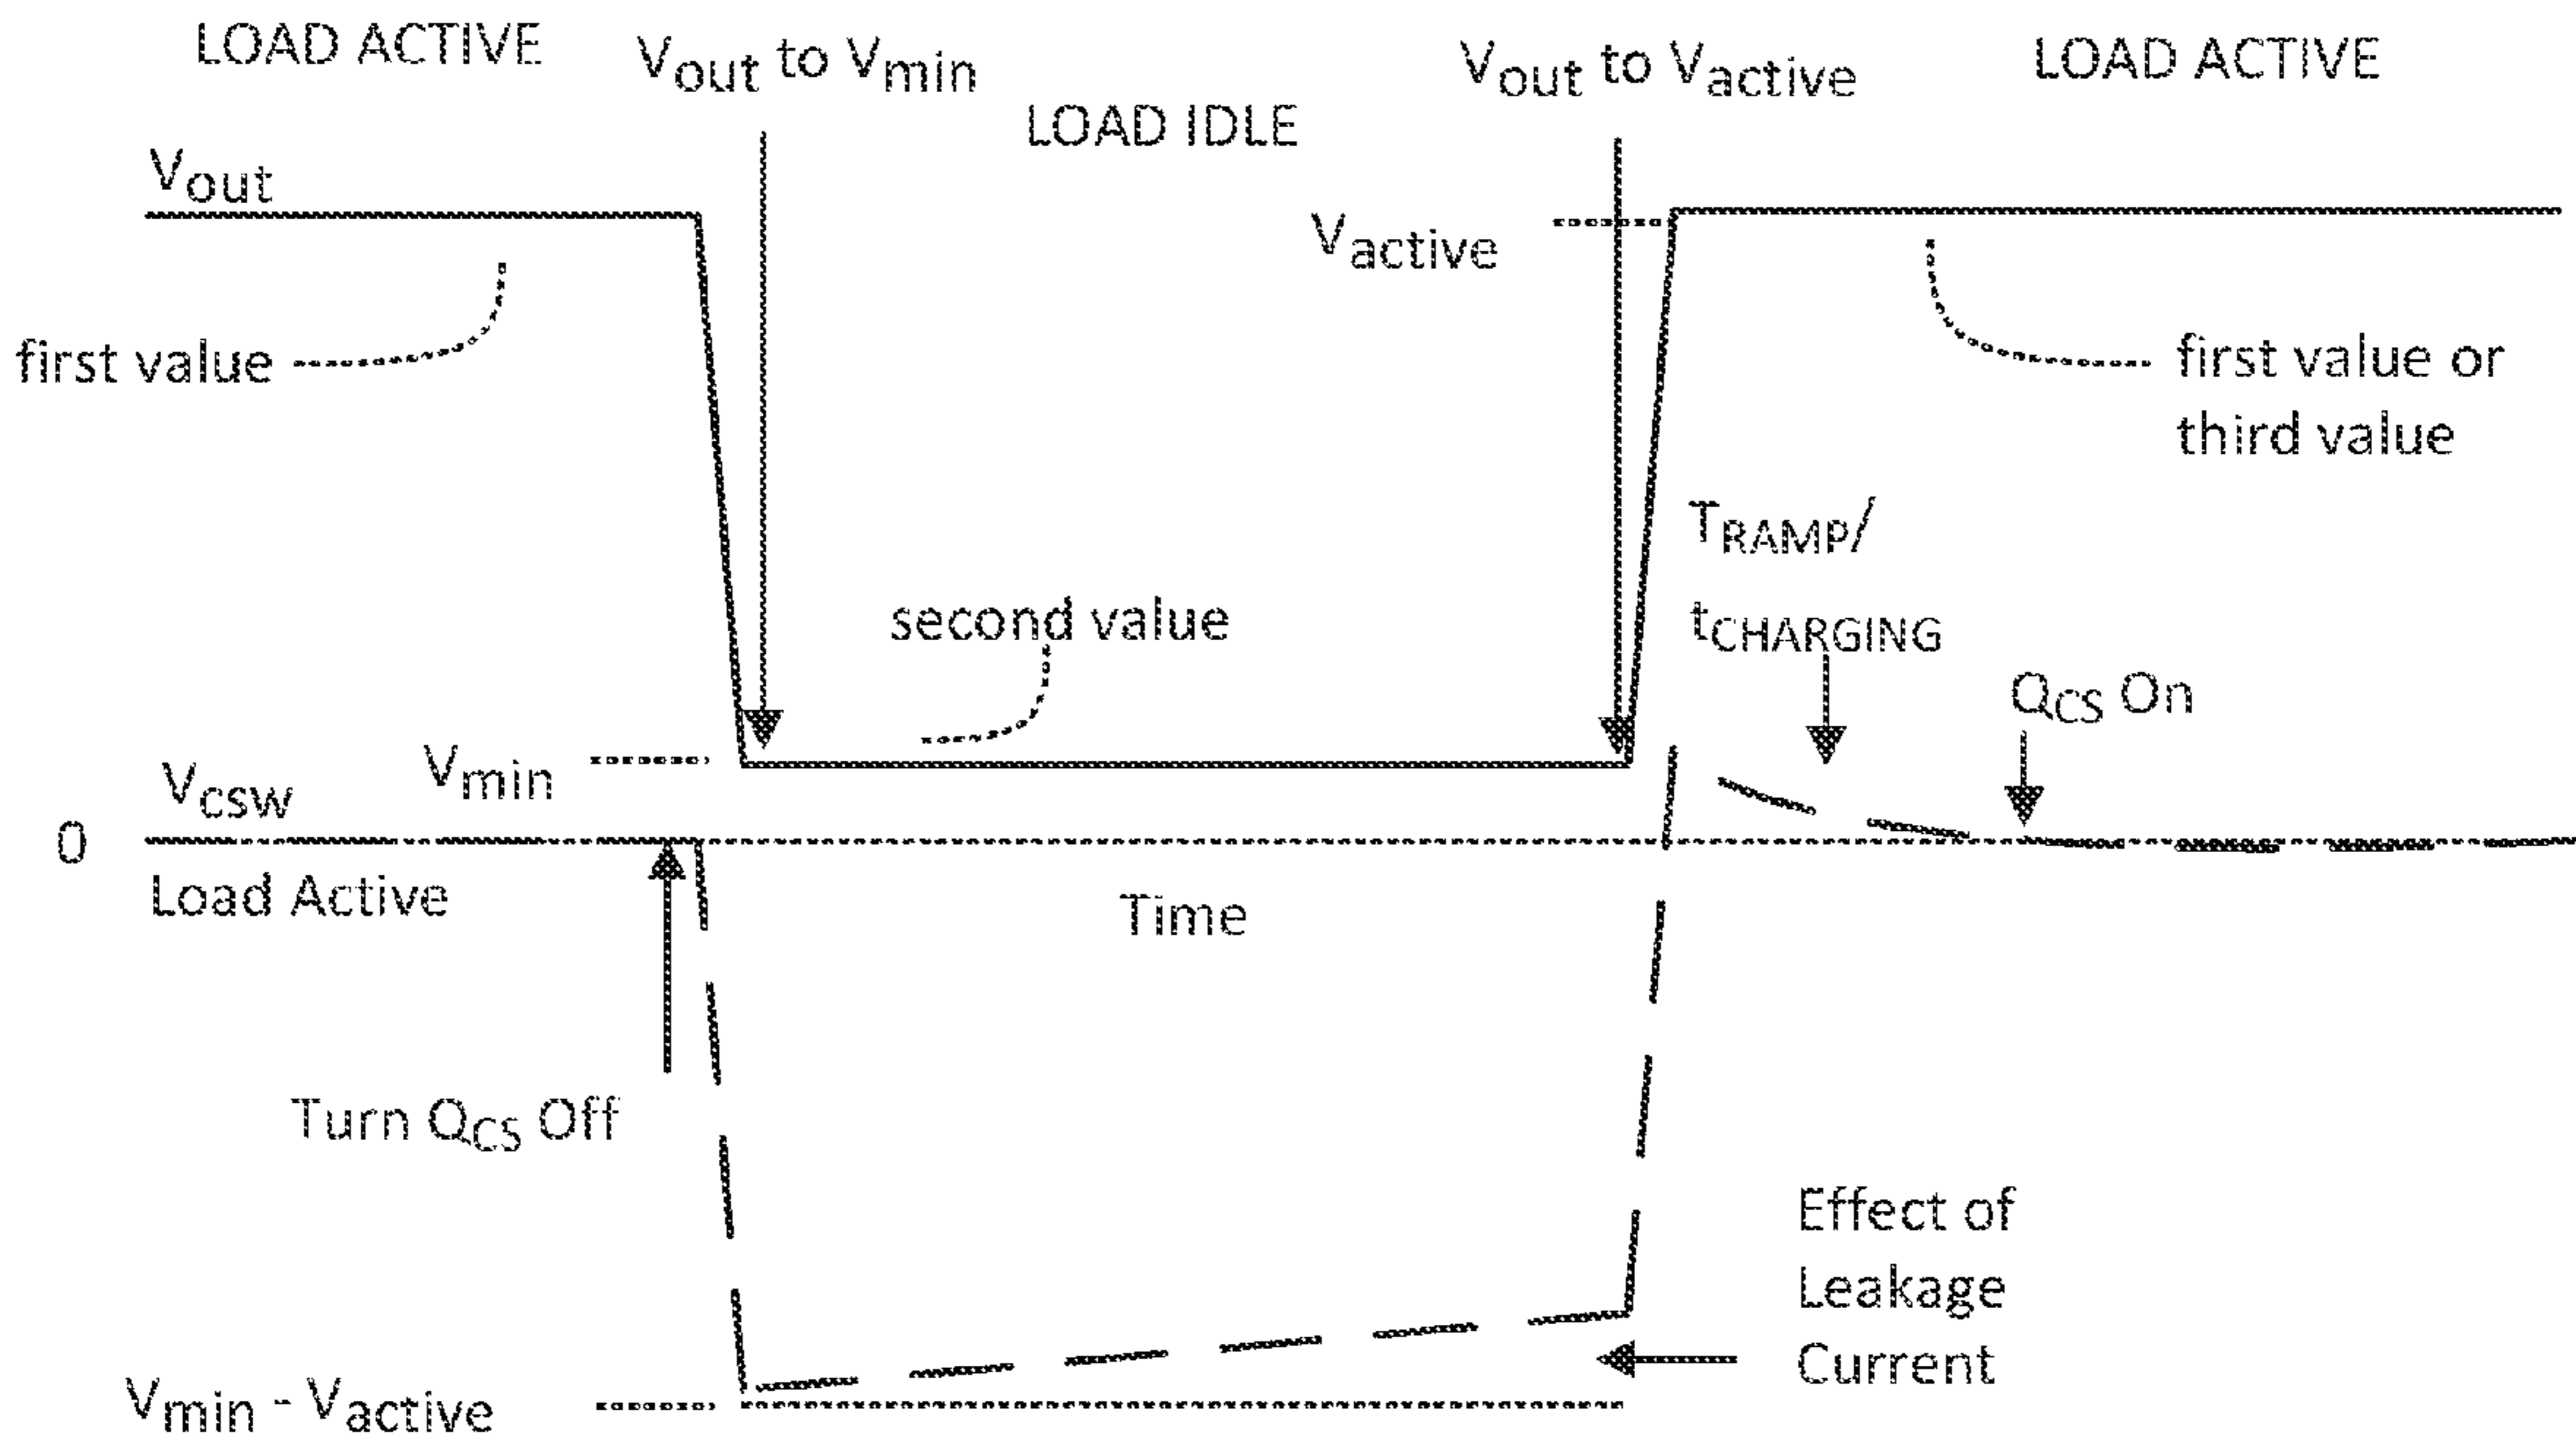 LOAD ACTIVE
Vout to Vmin
LOAD IDLE
Vout to Vactive
LOAD ACTIVE
Vout
Vactive
first value
first value or
third value
TRAMP/
tCHARGING
second value
QCS On
Vmin
Vcsw
0
Load Active
Time
Turn QCS Off
Effect of
Leakage
Current
Vmin - Vactive